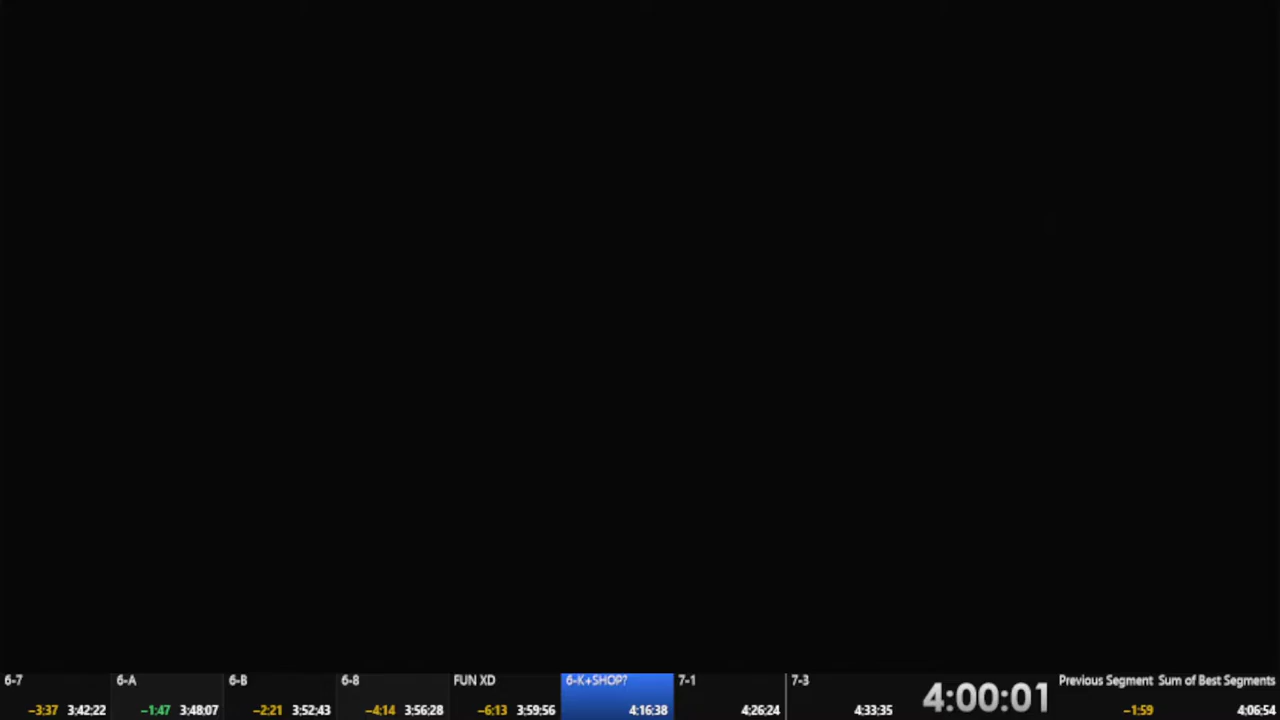 6-7 6-A 6-B 6-8 FUN XD 6-K+SHOP? 7-1 7-3 4:00:01 Previous Segment Sum of Best Segments
−3:37 3:42:22 −1:47 3:48:07 −2:21 3:52:43 −4:14 3:56:28 −6:13 3:59:56 4:16:38 4:26:24 4:33:35 −1:59 4:06:54